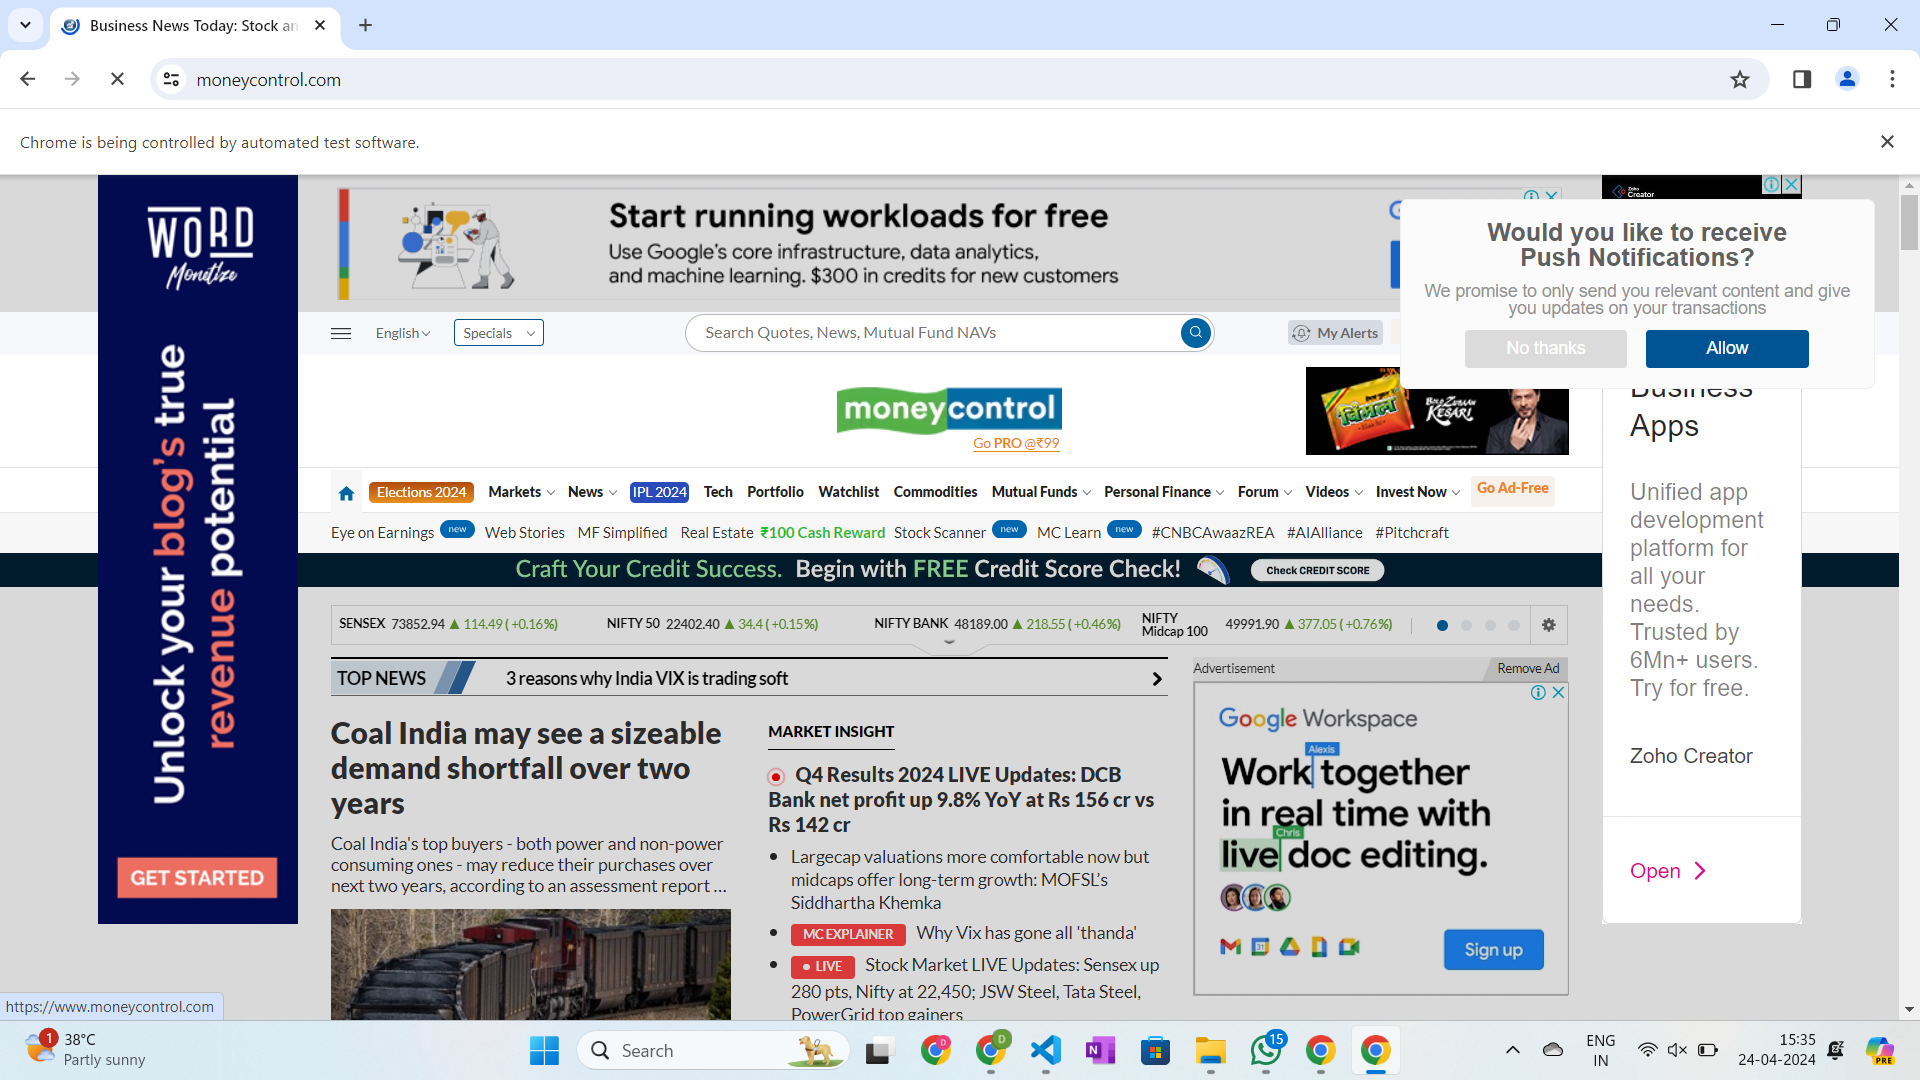 Business News Today: Stock an
moneycontrol.com
Chrome is being controlled by automated test software.
WORD
Monetize
Unlock your blog's true
revenue potential
GET STARTED
Start running workloads for free
Use Google's core infrastructure, data analytics,
and machine learning. $300 in credits for new customers
Zoho
Creator
Would you like to receive
Push Notifications?
We promise to only send you relevant content and give
you updates on your transactions
No thanks
Allow
English
Specials
Search Quotes, News, Mutual Fund NAVs
My Alerts
moneycontrol
Go PRO @₹99
विमल
BOLO ZUBAAN
KESARI
Business
Apps
Unified app
development
platform for
all your
needs.
Trusted by
6Mn+ users.
Try for free.
Zoho Creator
Open
Elections 2024 Markets News IPL 2024 Tech Portfolio Watchlist Commodities Mutual Funds Personal Finance Forum Videos Invest Now Go Ad-Free
Eye on Earnings new Web Stories MF Simplified Real Estate ₹100 Cash Reward Stock Scanner new MC Learn new #CNBCAwaazREA #AIAlliance #Pitchcraft
Craft Your Credit Success. Begin with FREE Credit Score Check! Check CREDIT SCORE
SENSEX 73852.94 ▲ 114.49 ( +0.16%) NIFTY 50 22402.40 ▲ 34.4 ( +0.15%) NIFTY BANK 48189.00 ▲ 218.55 ( +0.46%) NIFTY Midcap 100 49991.90 ▲ 377.05 ( +0.76%)
TOP NEWS 3 reasons why India VIX is trading soft
Coal India may see a sizeable
demand shortfall over two
years
Coal India's top buyers - both power and non-power
consuming ones - may reduce their purchases over
next two years, according to an assessment report ...
MARKET INSIGHT
Q4 Results 2024 LIVE Updates: DCB
Bank net profit up 9.8% YoY at Rs 156 cr vs
Rs 142 cr
• Largecap valuations more comfortable now but
midcaps offer long-term growth: MOFSL's
Siddhartha Khemka
• MC EXPLAINER Why Vix has gone all 'thanda'
• LIVE Stock Market LIVE Updates: Sensex up
280 pts, Nifty at 22,450; JSW Steel, Tata Steel,
PowerGrid top gainers
Advertisement
Remove Ad
Google Workspace
Alexis
Work together
in real time with
Chris
live doc editing.
31
Sign up
https://www.moneycontrol.com
1
38°C
Partly sunny
Search
D
D
N
15
PRE
ENG
IN
15:35
24-04-2024